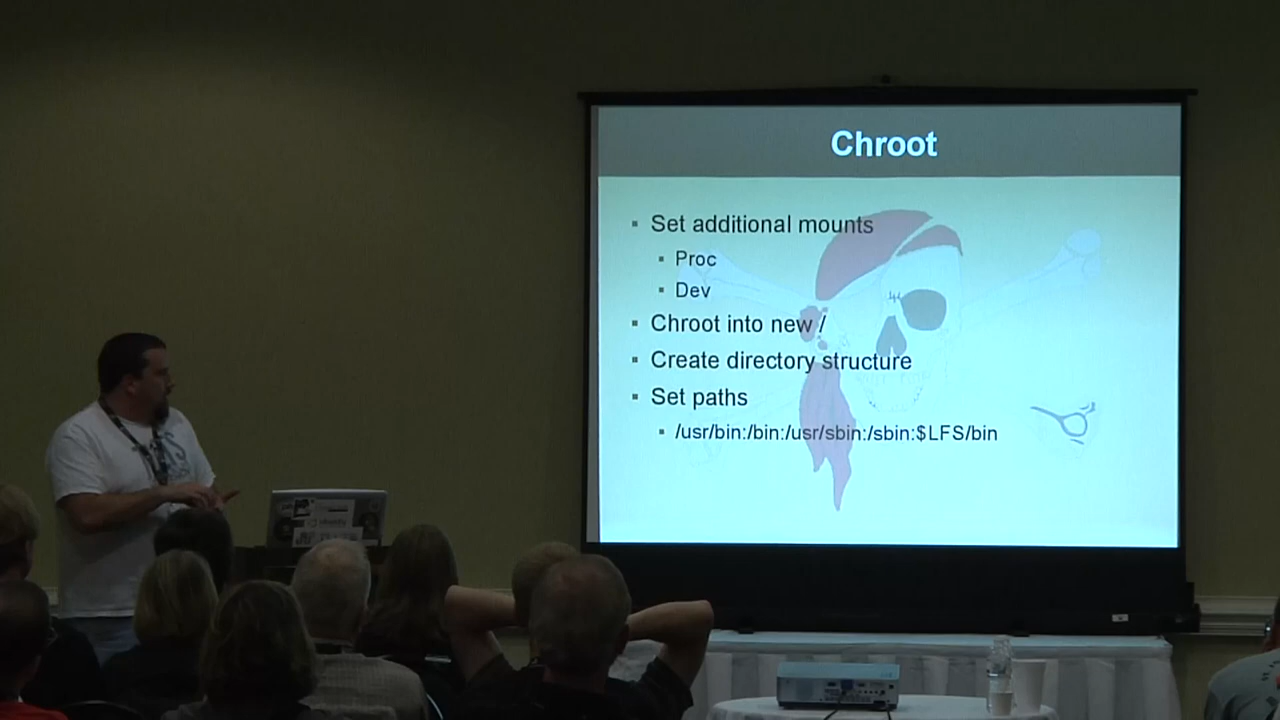 Chroot
Set additional mounts
Proc
Dev
Chroot into new /
Create directory structure
Set paths
/usr/bin:/bin:/usr/sbin:/sbin:$LFS/bin